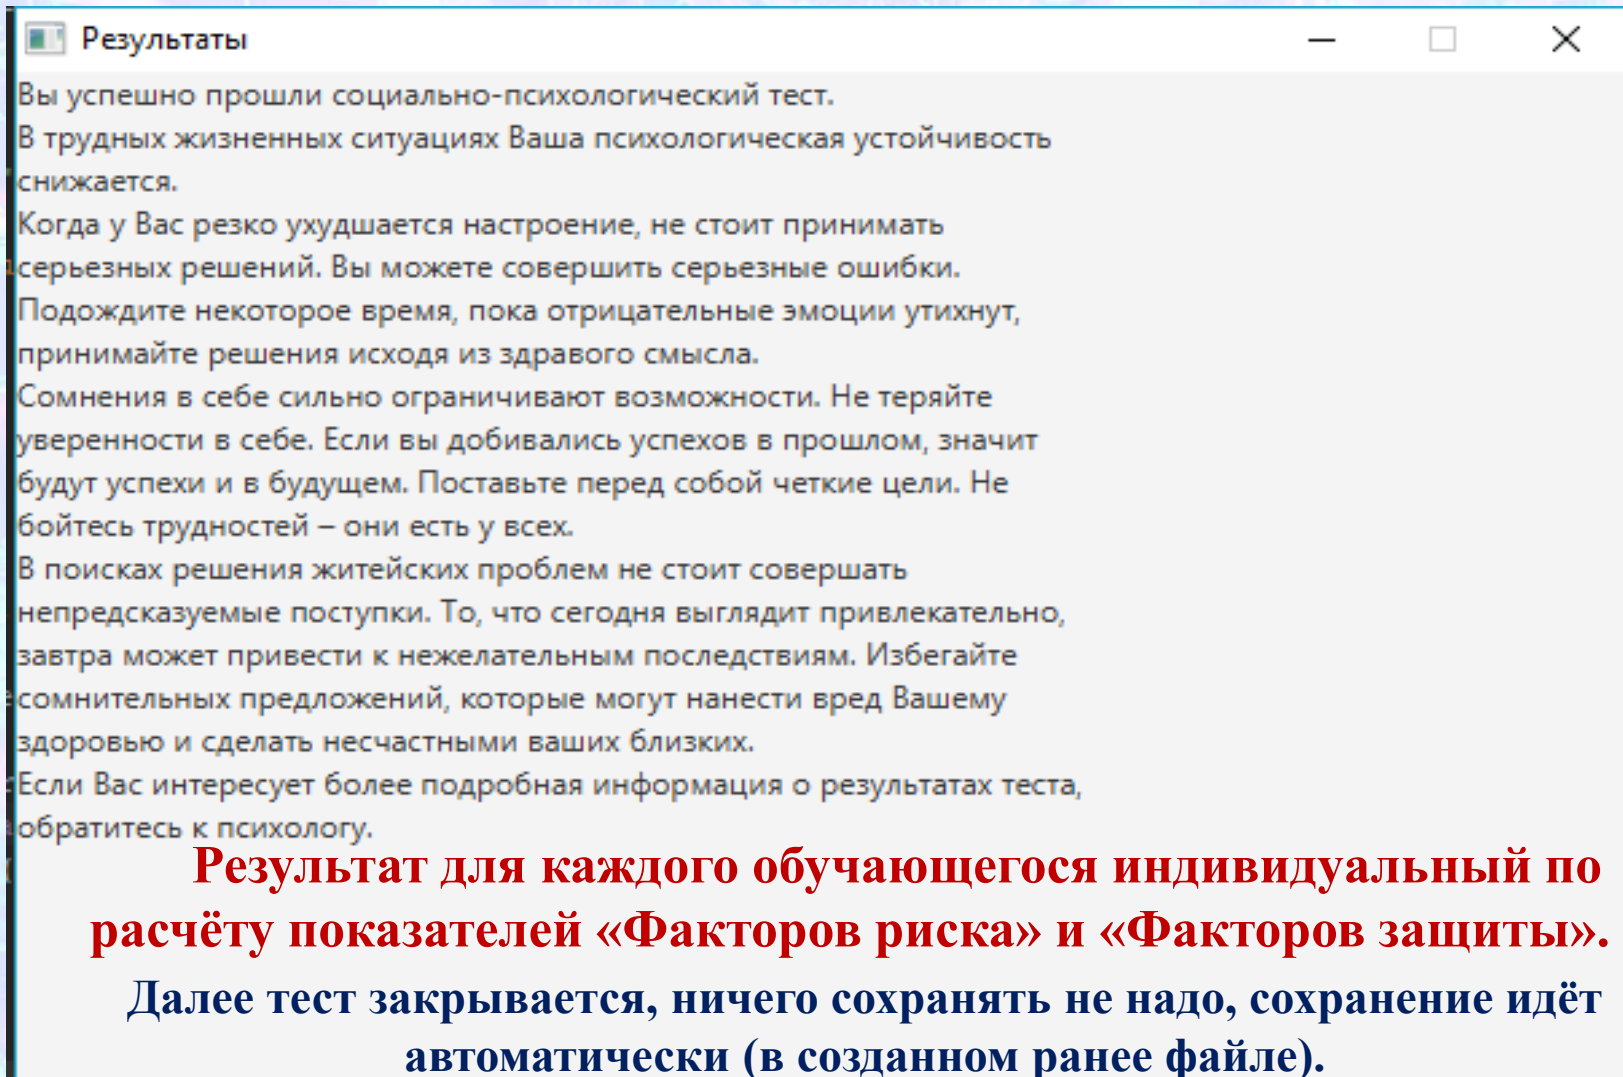 Результаты
Вы успешно прошли социально-психологический тест.
В трудных жизненных ситуациях Ваша психологическая устойчивость
снижается.
Когда у Вас резко ухудшается настроение, не стоит принимать
серьезных решений. Вы можете совершить серьезные ошибки.
Подождите некоторое время, пока отрицательные эмоции утихнут,
принимайте решения исходя из здравого смысла.
Сомнения в себе сильно ограничивают возможности. Не теряйте
уверенности в себе. Если вы добивались успехов в прошлом, значит
будут успехи и в будущем. Поставьте перед собой четкие цели. Не
бойтесь трудностей – они есть у всех.
В поисках решения житейских проблем не стоит совершать
непредсказуемые поступки. То, что сегодня выглядит привлекательно,
завтра может привести к нежелательным последствиям. Избегайте
сомнительных предложений, которые могут нанести вред Вашему
здоровью и сделать несчастными ваших близких.
Если Вас интересует более подробная информация о результатах теста,
обратитесь к психологу.
Результат для каждого обучающегося индивидуальный по
расчёту показателей «Факторов риска» и «Факторов защиты».
Далее тест закрывается, ничего сохранять не надо, сохранение идёт
автоматически (в созданном ранее файле).